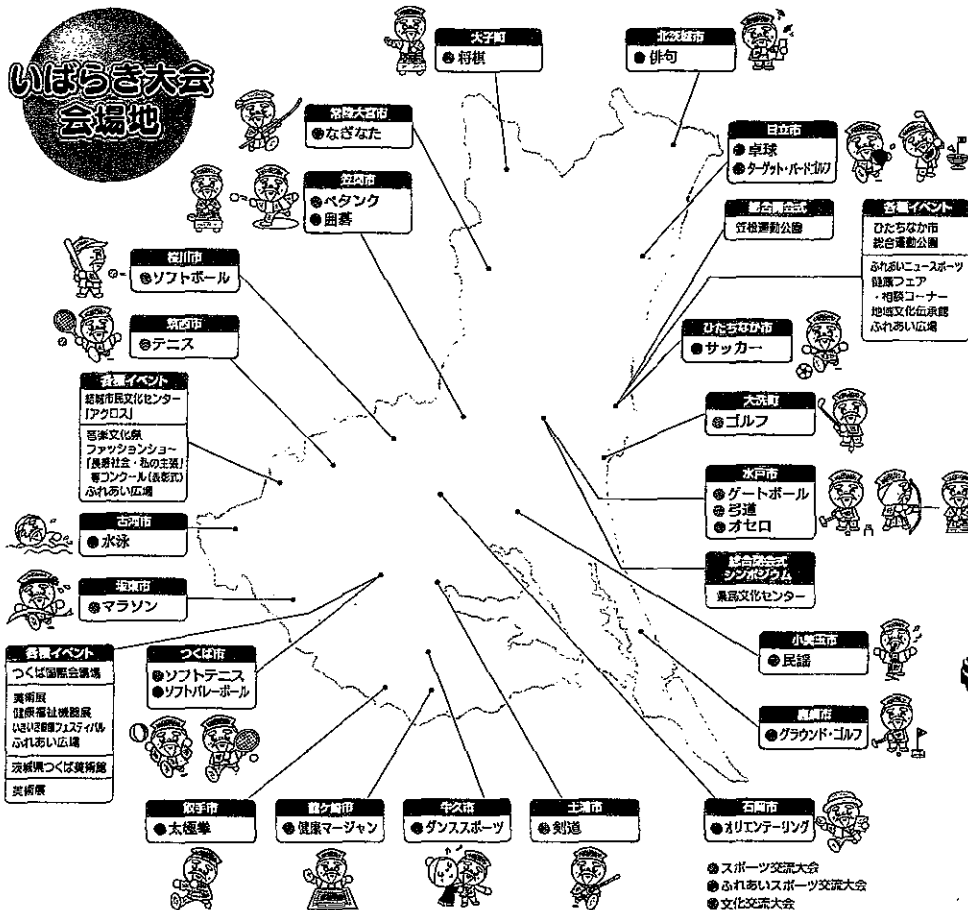 いばらき大会
会場地
大子町
将棋
北茨城市
俳句
常陸大宮市
なぎなた
日立市
卓球
ターゲット・バードゴルフ
笠間市
ペタンク
囲碁
総合開会式
笠松運動公園
各種イベント
ひたちなか市
総合運動公園
ふれあいニュースポーツ
健康フェア
・相談コーナー
地域文化伝承館
ふれあい広場
桜川市
ソフトボール
筑西市
テニス
ひたちなか市
サッカー
各種イベント
結城市民文化センター
「アクロス」
音楽文化祭
ファッションショー
「長寿社会・私の主張」
等コンクール(表彰式)
ふれあい広場
大洗町
ゴルフ
水戸市
ゲートボール
弓道
オセロ
古河市
水泳
総合閉会式
シンポジウム
県民文化センター
坂東市
マラソン
小美玉市
民謡
各種イベント
つくば国際会議場
美術展
健康福祉機器展
ふれあい広場
茨城県つくば美術館
美術展
つくば市
ソフトテニス
ソフトバレーボール
鹿嶋市
グラウンド・ゴルフ
取手市
太極拳
龍ケ崎市
健康マージャン
牛久市
ダンススポーツ
土浦市
剣道
石岡市
オリエンテーリング
スポーツ交流大会
ふれあいスポーツ交流大会
文化交流大会